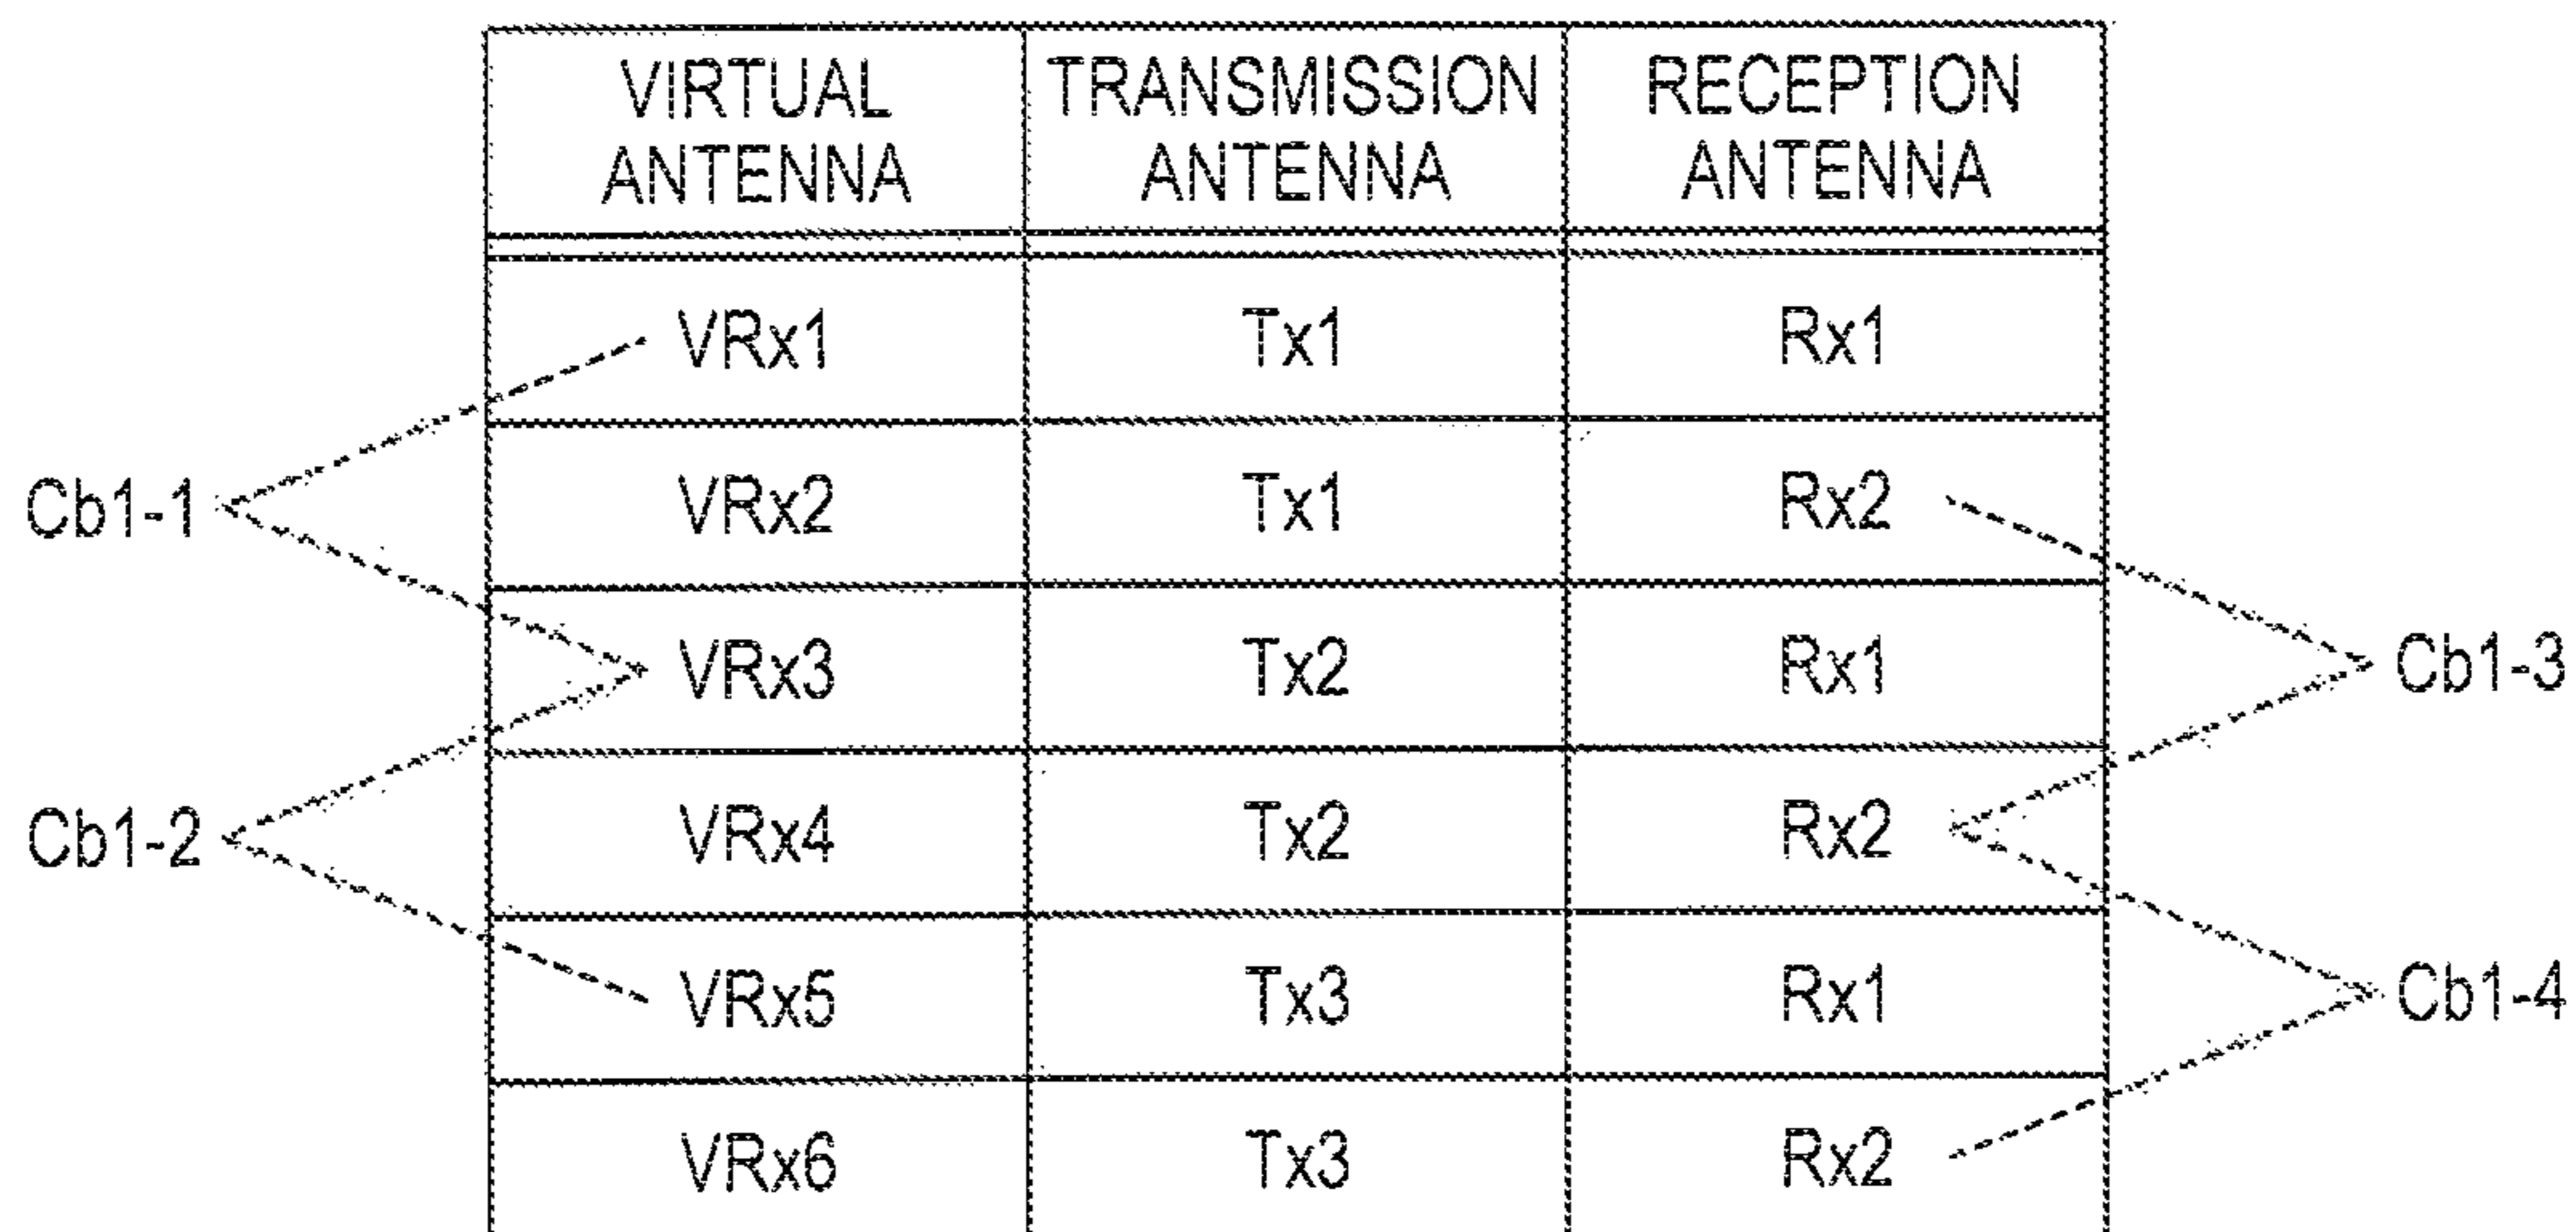 VIRTUAL ANTENNA TRANSMISSION ANTENNA RECEPTION ANTENNA
VRx1 Tx1 Rx1
Cb1-1 VRx2 Tx1 Rx2
VRx3 Tx2 Rx1 Cb1-3
Cb1-2 VRx4 Tx2 Rx2
VRx5 Tx3 Rx1 Cb1-4
VRx6 Tx3 Rx2